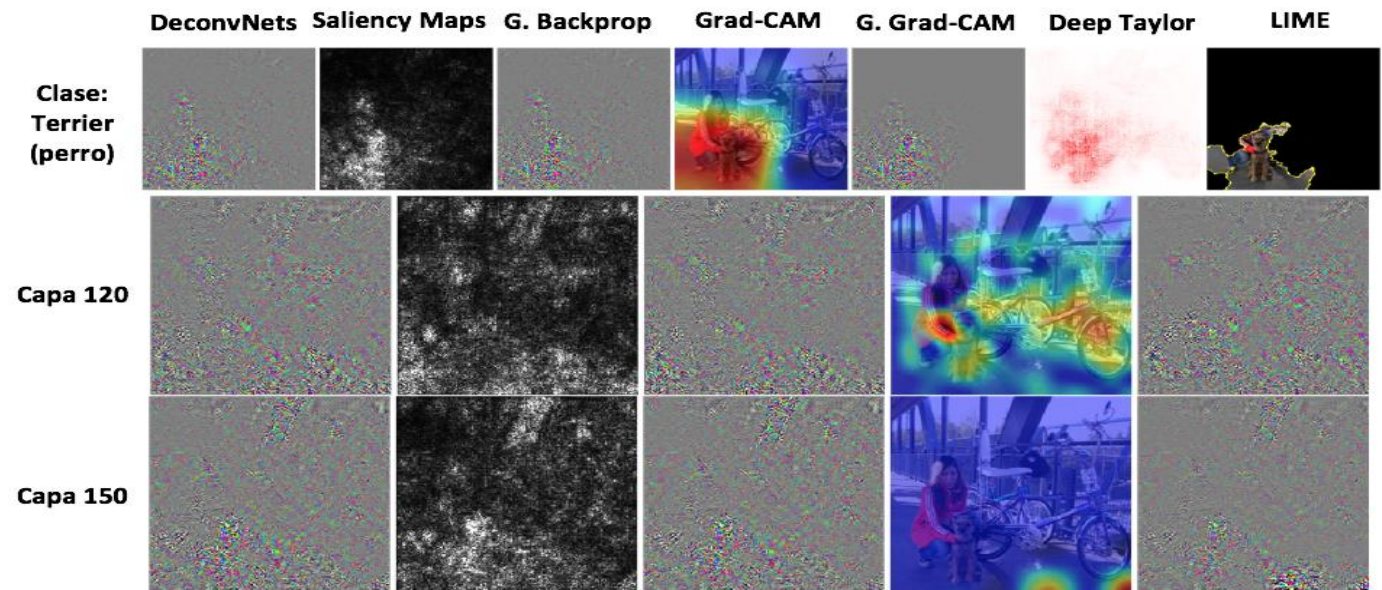 DeconvNets Saliency Maps G. Backprop Grad-CAM G. Grad-CAM Deep Taylor LIME
Clase:
Terrier
(perro)
Capa 120
Capa 150